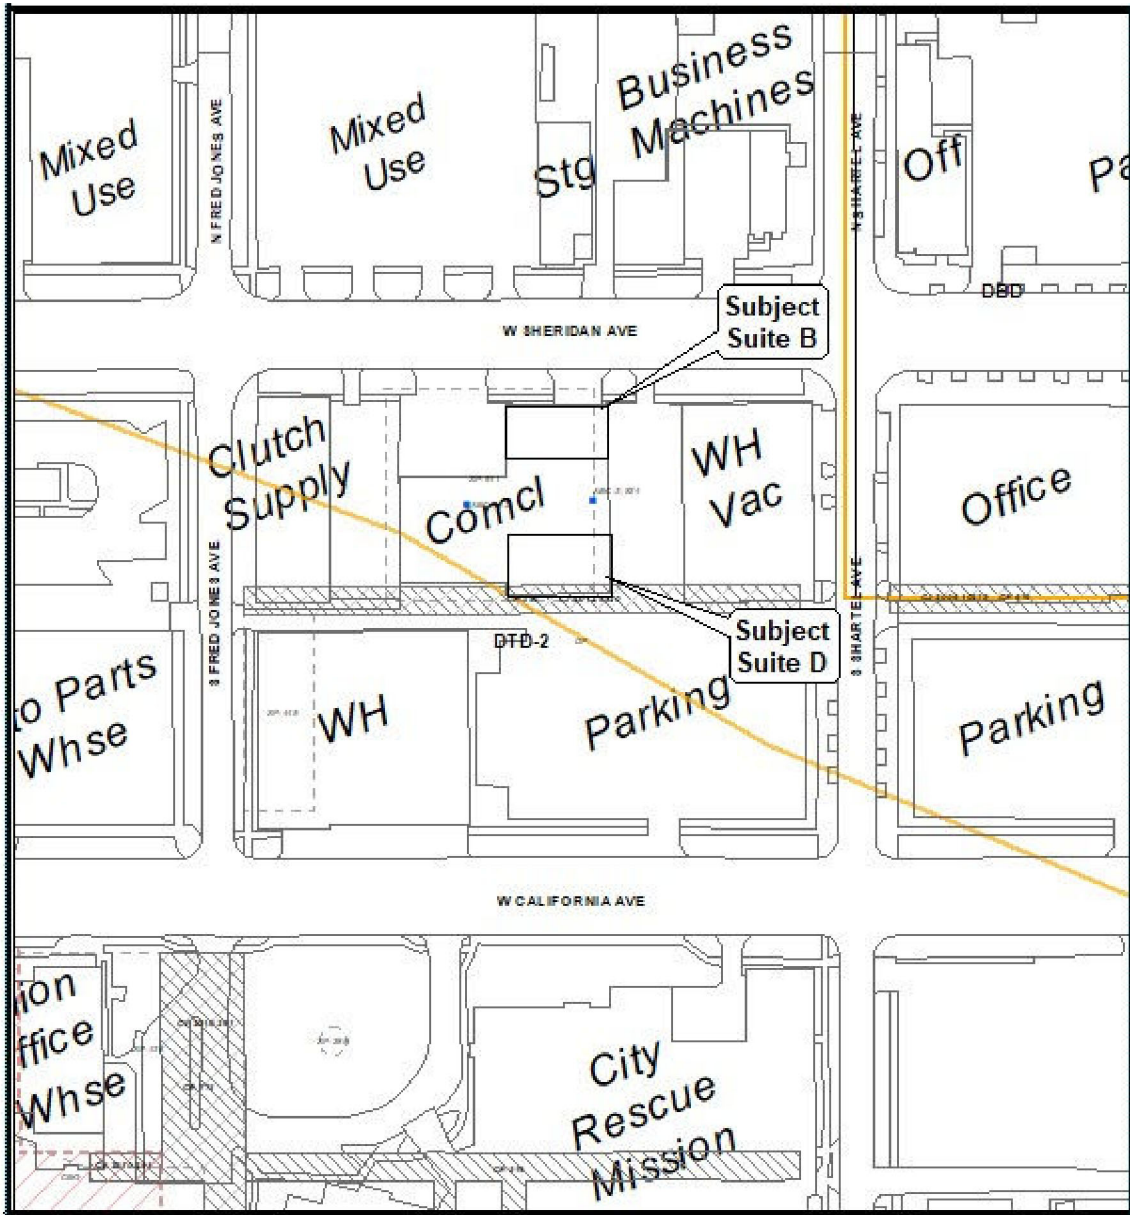 Business
Machines
Mixed
Use
Mixed
Use
Stg
Off
Pa
N FRED JONES AVE
N SHARTEL AVE
DBD
Subject
Suite B
W SHERIDAN AVE
Clutch
Supply
Comcl
WH
Vac
Office
S FRED JONES AVE
S SHARTEL AVE
Subject
Suite D
DTD-2
to Parts
Whse
WH
Parking
Parking
W CALIFORNIA AVE
ion
ffice
Whse
City
Rescue
Mission